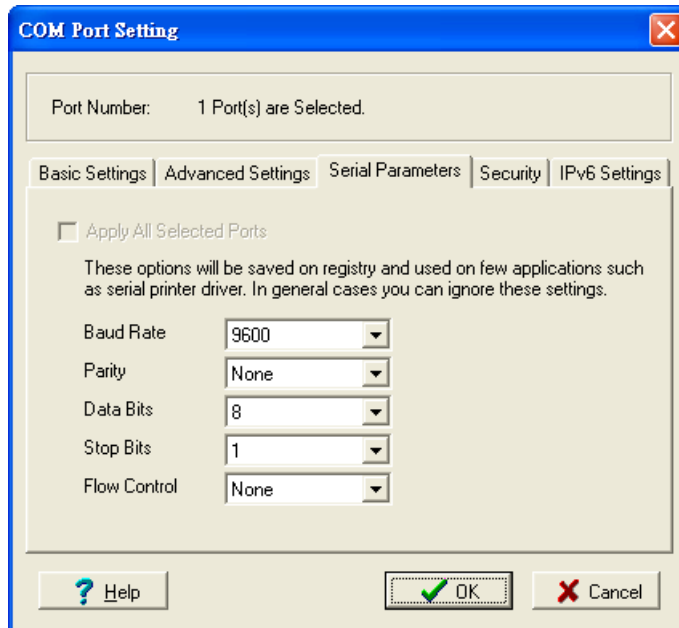 COM Port Setting
Port Number: 1 Port(s) are Selected.
Basic Settings Advanced Settings Serial Parameters Security IPv6 Settings
Apply All Selected Ports
These options will be saved on registry and used on few applications such
as serial printer driver. In general cases you can ignore these settings.
Baud Rate 9600
Parity None
Data Bits 8
Stop Bits 1
Flow Control None
? Help OK Cancel